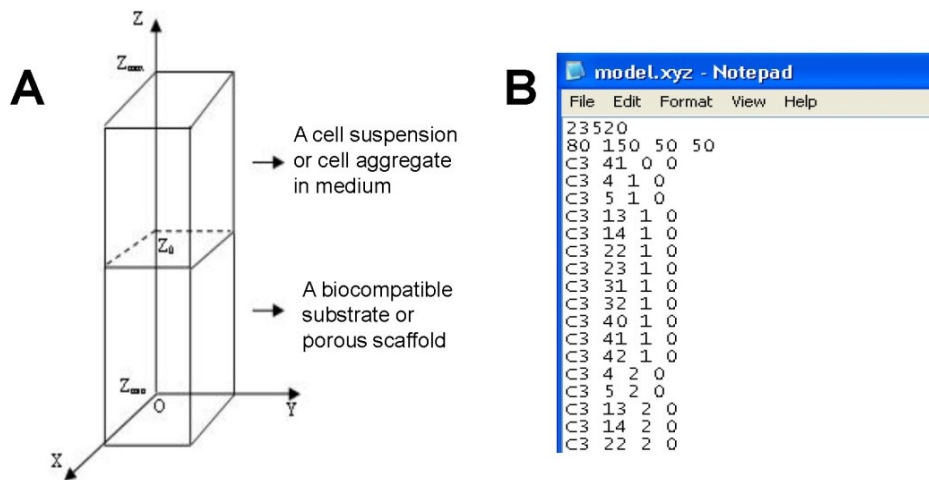 A
Z
Zmax
A cell suspension
or cell aggregate
in medium
Z0
A biocompatible
substrate or
porous scaffold
Zmin
O
Y
X
B
model.xyz - Notepad
File Edit Format View Help
23520
80 150 50 50
C3 41 0 0
C3 4 1 0
C3 5 1 0
C3 13 1 0
C3 14 1 0
C3 22 1 0
C3 23 1 0
C3 31 1 0
C3 32 1 0
C3 40 1 0
C3 41 1 0
C3 42 1 0
C3 4 2 0
C3 5 2 0
C3 13 2 0
C3 14 2 0
C3 22 2 0